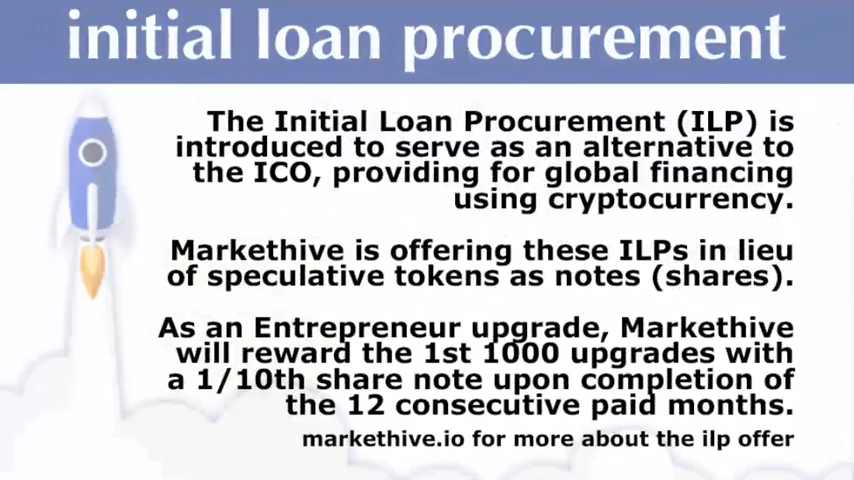 initial loan procurement
The Initial Loan Procurement (ILP) is
introduced to serve as an alternative to
the ICO, providing for global financing
using cryptocurrency.
Markethive is offering these ILPs in lieu
of speculative tokens as notes (shares).
As an Entrepreneur upgrade, Markethive
will reward the 1st 1000 upgrades with
a 1/10th share note upon completion of
the 12 consecutive paid months.
markethive.io for more about the ilp offer